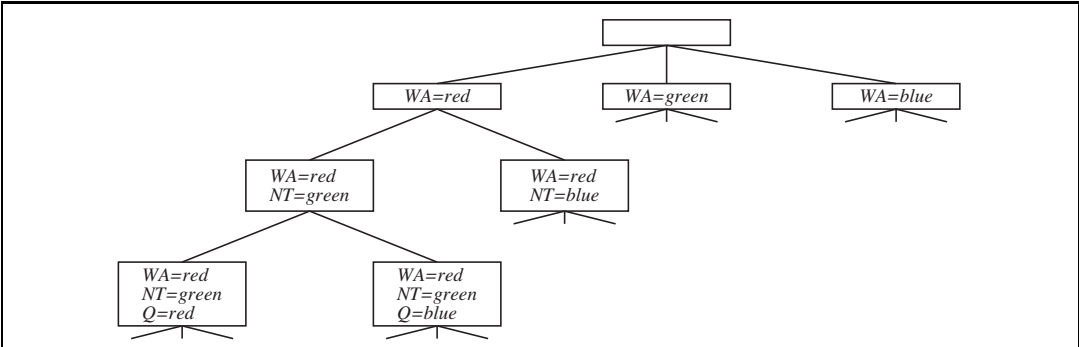 WA=red
WA=green
WA=blue
WA=red
NT=green
WA=red
NT=blue
WA=red
NT=green
Q=red
WA=red
NT=green
Q=blue